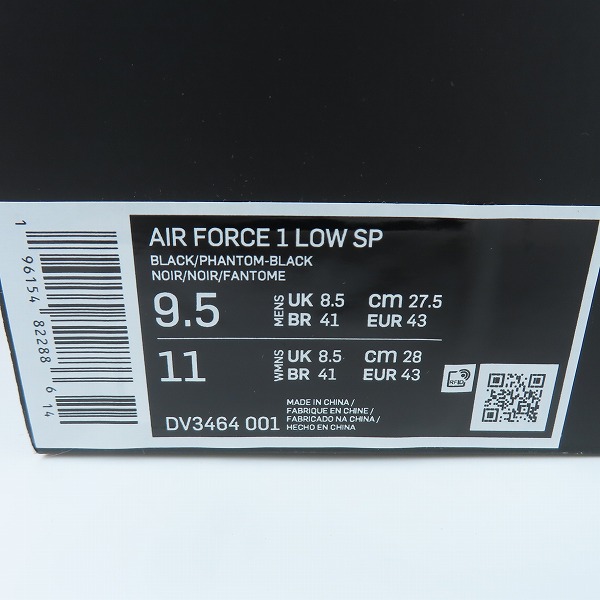 AIR FORCE 1 LOW SP
BLACK/PHANTOM-BLACK
NOIR/NOIR/FANTOME
9.5 MENS UK 8.5 cm 27.5
BR 41 EUR 43
11 WMNS UK 8.5 cm 28
BR 41 EUR 43
DV3464 001
MADE IN CHINA /
FABRIQUE EN CHINE /
FABRICADO NA CHINA /
HECHO EN CHINA
RFID
1 96154 82288 6 14